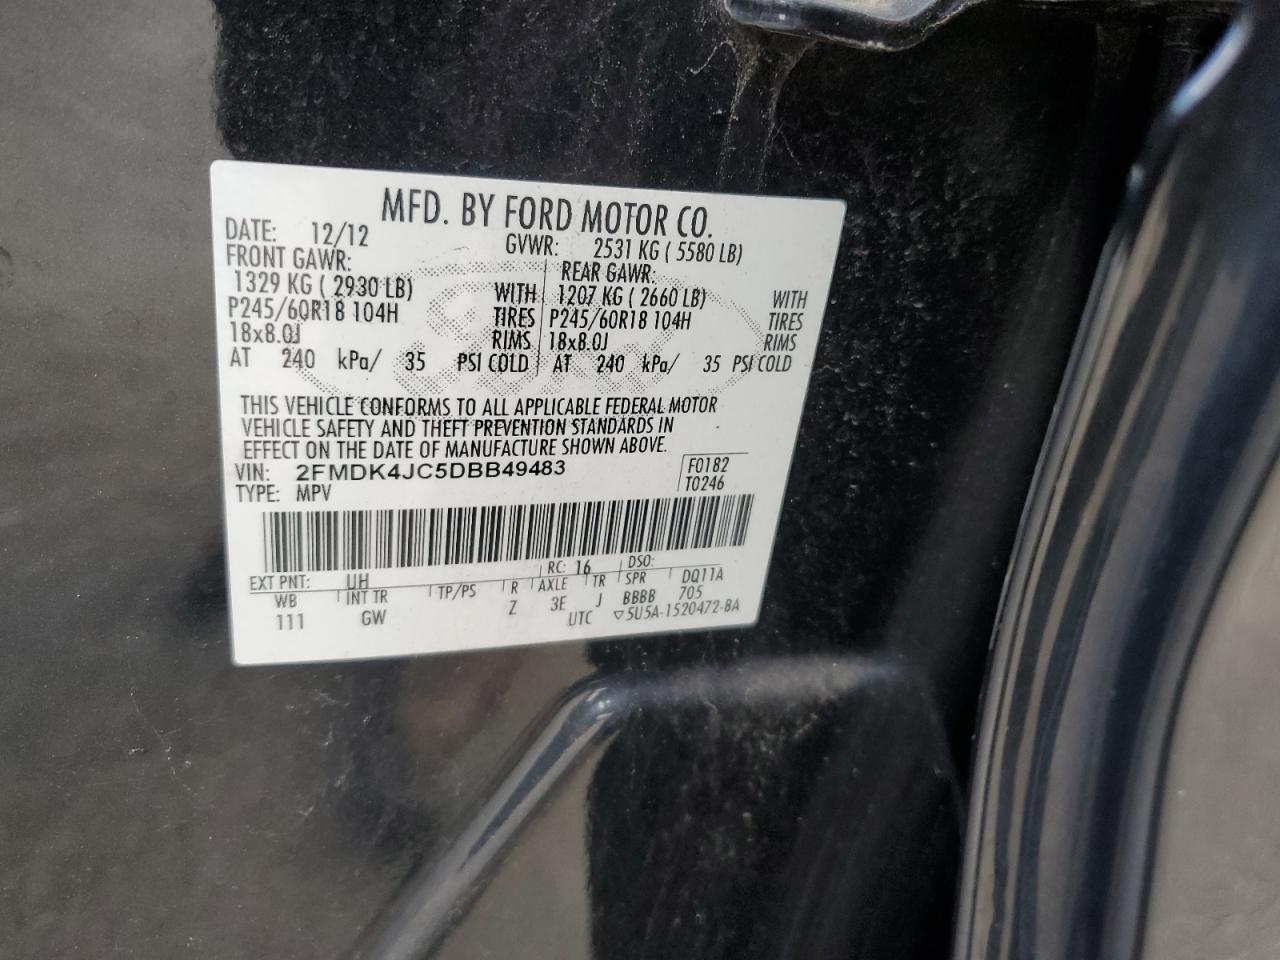 MFD. BY FORD MOTOR CO.
DATE: 12/12 GVWR: 2531 KG ( 5580 LB)
FRONT GAWR: REAR GAWR:
1329 KG ( 2930 LB) WITH 1207 KG ( 2660 LB) WITH
P245/60R18 104H TIRES P245/60R18 104H TIRES
18x8.0J RIMS 18x8.0J RIMS
AT 240 kPa/ 35 PSI COLD AT 240 kPa/ 35 PSI COLD
THIS VEHICLE CONFORMS TO ALL APPLICABLE FEDERAL MOTOR
VEHICLE SAFETY AND THEFT PREVENTION STANDARDS IN
EFFECT ON THE DATE OF MANUFACTURE SHOWN ABOVE.
VIN: 2FMDK4JC5DBB49483 F0182
TYPE: MPV T0246
EXT PNT: UH RC: 16 DSO:
WB INT TR TP/PS R AXLE TR SPR DQ11A
111 GW Z 3E J BBBB 705
UTC ▽5U5A-1520472-BA